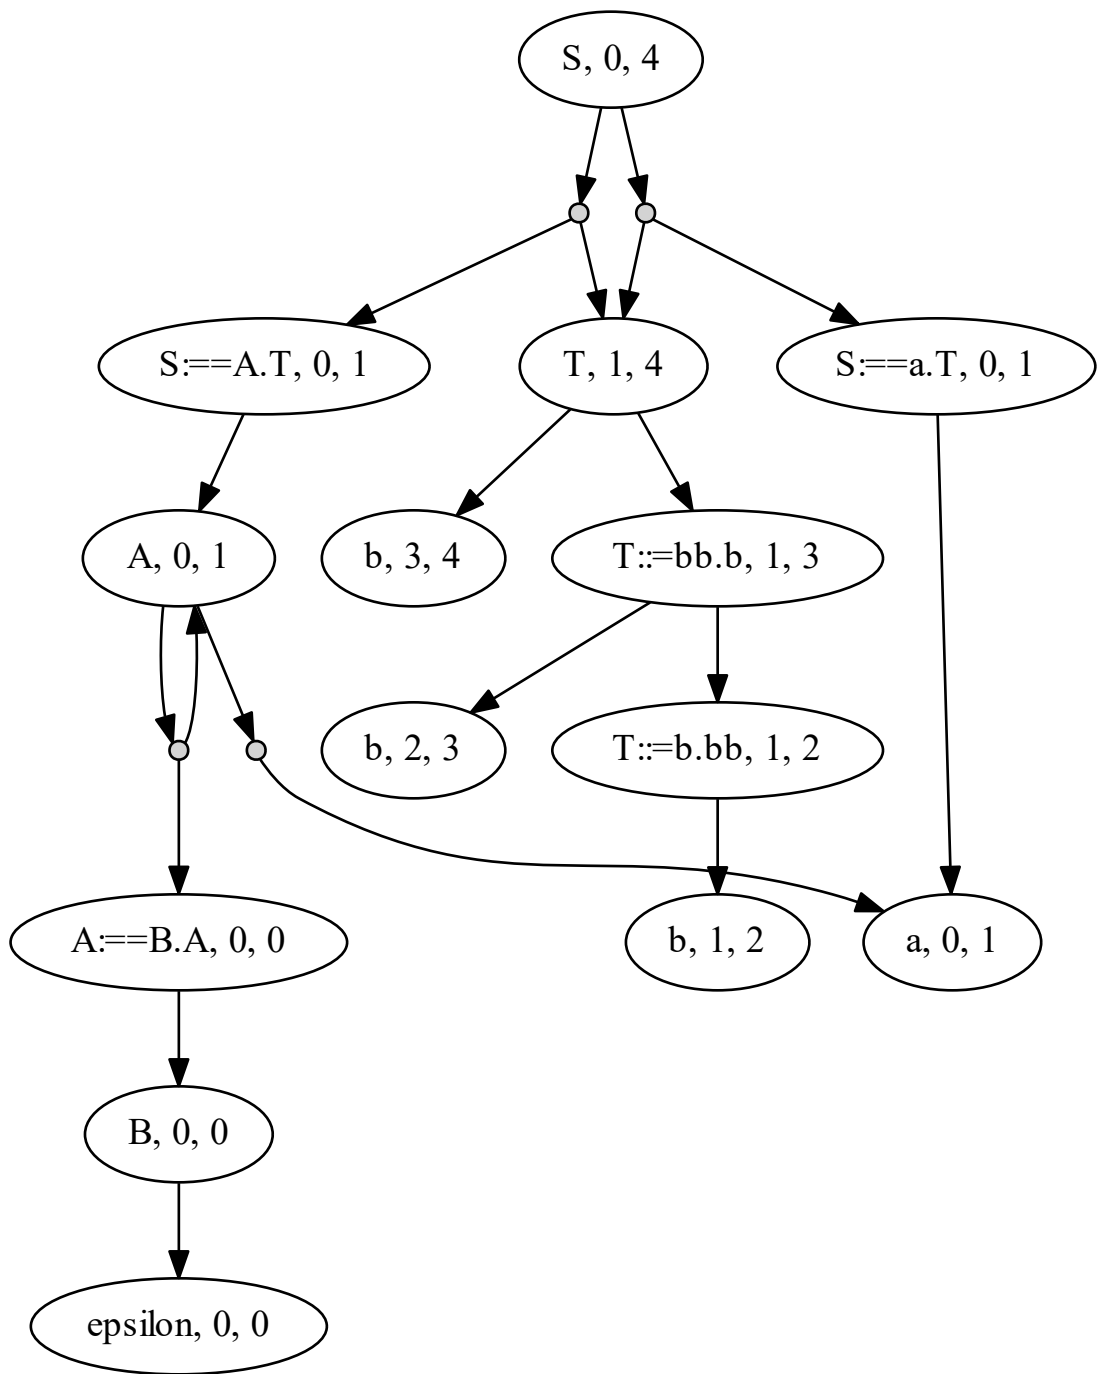 S, 0, 4
S:==A.T, 0, 1
T, 1, 4
S:==a.T, 0, 1
A, 0, 1
b, 3, 4
T::=bb.b, 1, 3
b, 2, 3
T::=b.bb, 1, 2
A:==B.A, 0, 0
b, 1, 2
a, 0, 1
B, 0, 0
epsilon, 0, 0